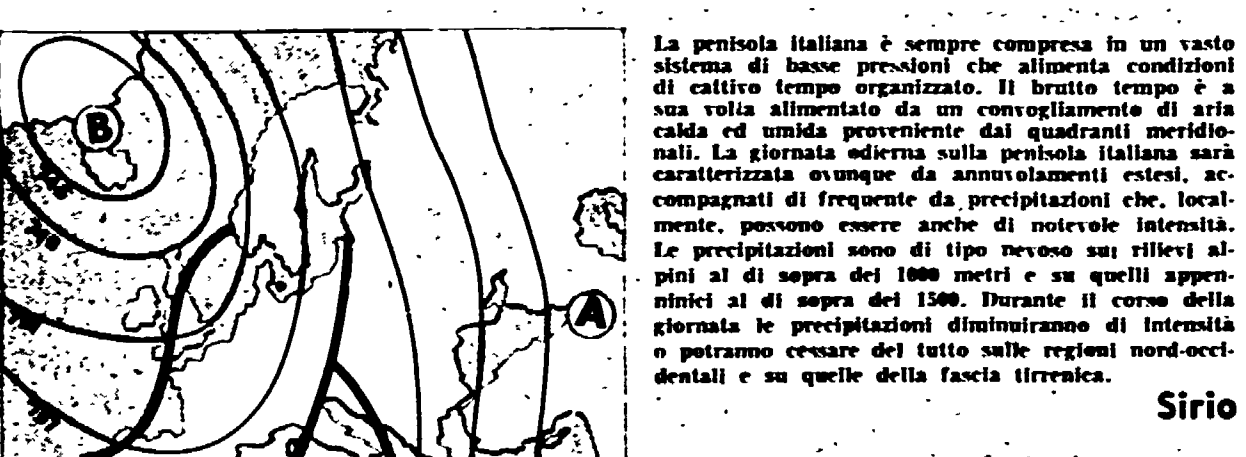 B
A
La penisola italiana è sempre compresa in un vasto
sistema di basse pressioni che alimenta condizioni
di cattivo tempo organizzato. Il brutto tempo è a
sua volta alimentato da un convogliamento di aria
calda ed umida proveniente dai quadranti meridio-
nali. La giornata odierna sulla penisola italiana sarà
caratterizzata ovunque da annuvolamenti estesi, ac-
compagnati di frequente da precipitazioni che, local-
mente, possono essere anche di notevole intensità.
Le precipitazioni sono di tipo nevoso sui rilievi al-
pini al di sopra dei 1000 metri e su quelli appen-
ninici al di sopra dei 1500. Durante il corso della
giornata le precipitazioni diminuiranno di intensità
o potranno cessare del tutto sulle regioni nord-occi-
dentali e su quelle della fascia tirrenica.
Sirio